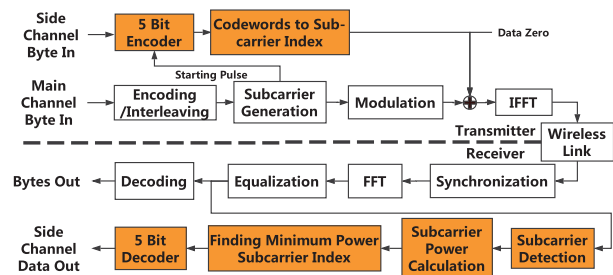 Side
Channel
Byte In
5 Bit
Encoder
Codewords to Sub-
carrier Index
Data Zero
Starting Pulse
Main
Channel
Byte In
Encoding
/Interleaving
Subcarrier
Generation
Modulation
IFFT
Transmitter
Receiver
Wireless
Link
Bytes Out
Decoding
Equalization
FFT
Synchronization
Side
Channel
Data Out
5 Bit
Decoder
Finding Minimum Power
Subcarrier Index
Subcarrier
Power
Calculation
Subcarrier
Detection